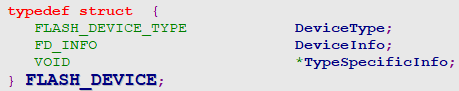 typedef struct {
FLASH_DEVICE_TYPE DeviceType;
FD_INFO DeviceInfo;
VOID *TypeSpecificInfo;
} FLASH_DEVICE;